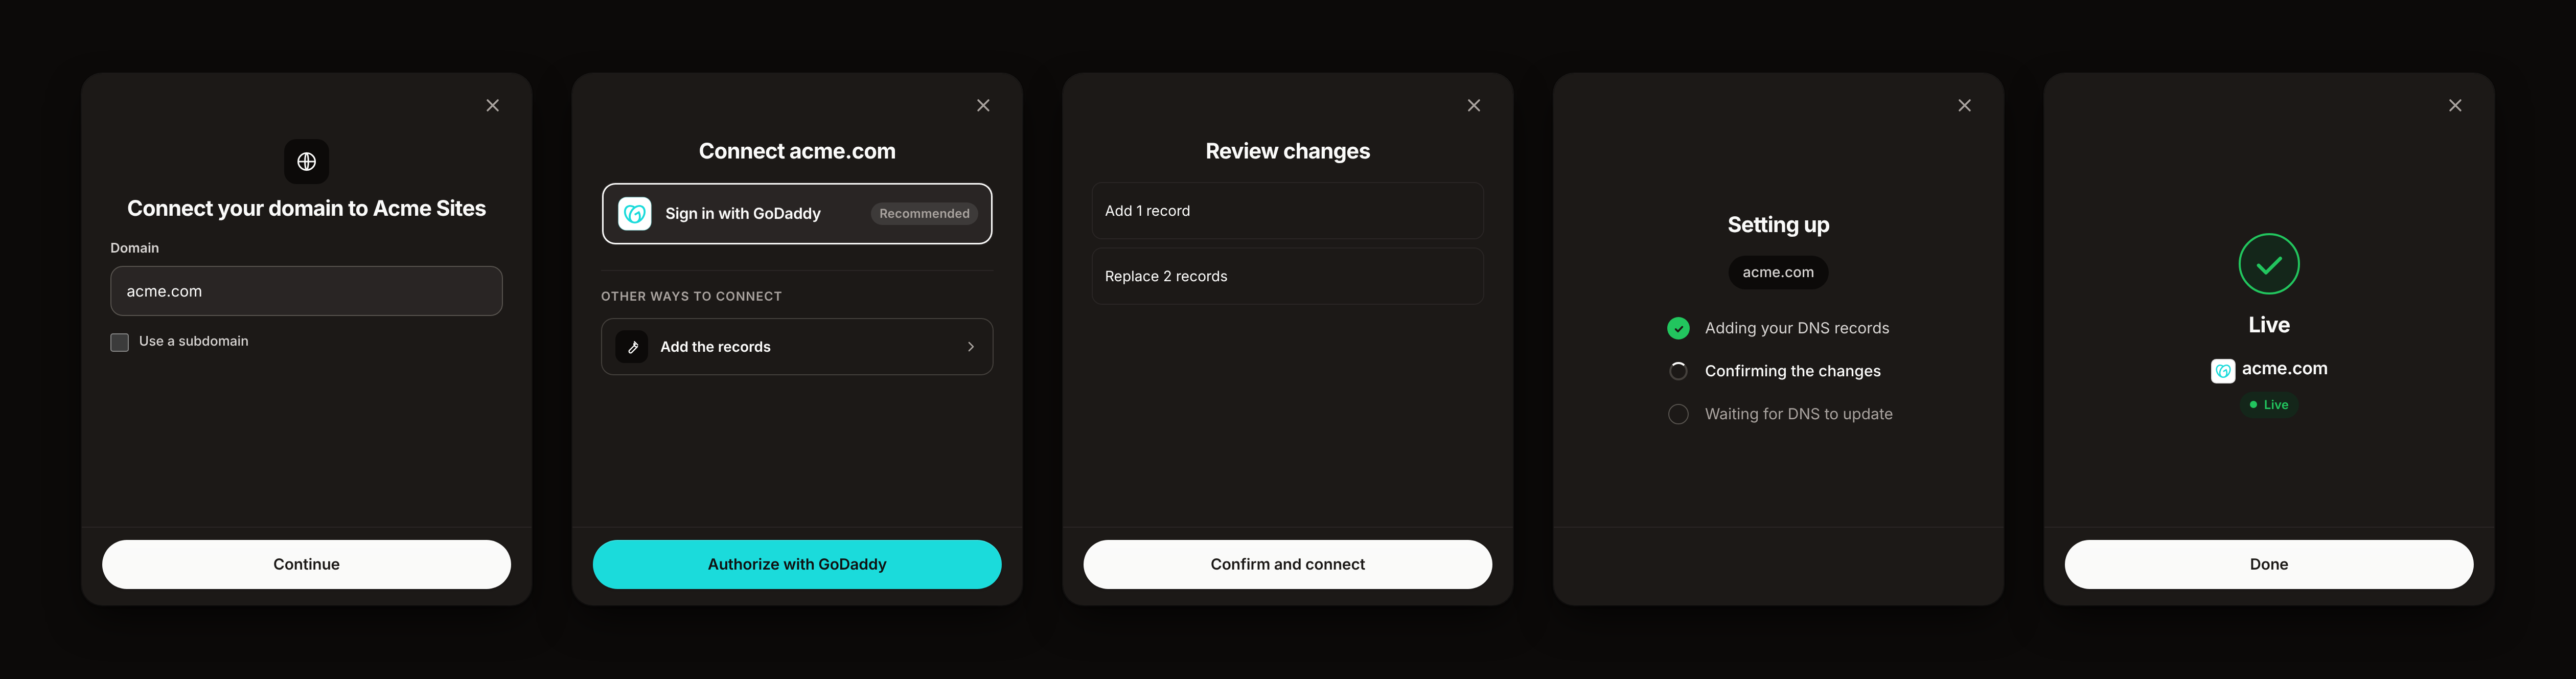 Connect your domain to Acme Sites
Domain
acme.com
Use a subdomain
Continue
Connect acme.com
Sign in with GoDaddy
Recommended
OTHER WAYS TO CONNECT
Add the records
Authorize with GoDaddy
Review changes
Add 1 record
Replace 2 records
Confirm and connect
Setting up
acme.com
Adding your DNS records
Confirming the changes
Waiting for DNS to update
Live
acme.com
Live
Done